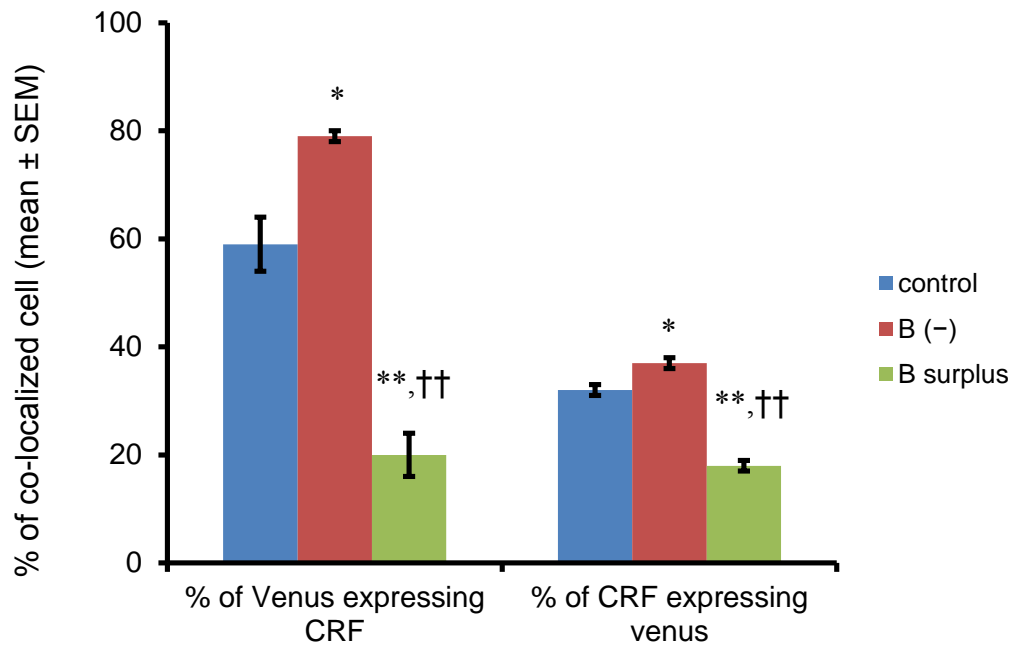 % of co-localized cell (mean ± SEM)
100
80
60
40
20
0
*
**,††
*
**,††
% of Venus expressing
CRF
% of CRF expressing
venus
control
B (−)
B surplus